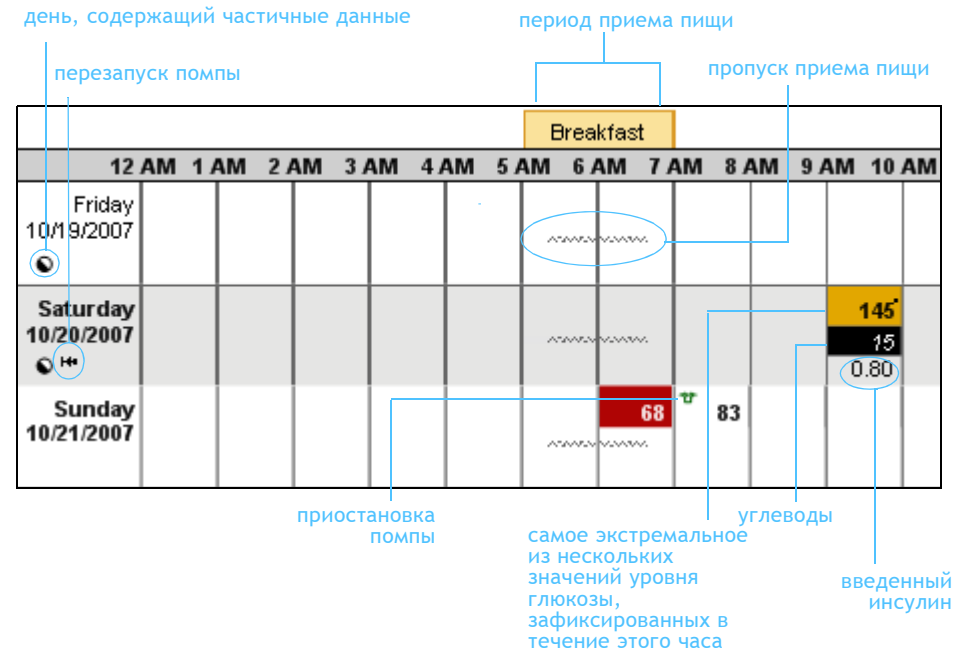 день, содержащий частичные данные
период приема пищи
перезапуск помпы
пропуск приема пищи
Breakfast
12 AM 1 AM 2 AM 3 AM 4 AM 5 AM 6 AM 7 AM 8 AM 9 AM 10 AM
Friday
10/19/2007
Saturday
10/20/2007
145
15
0.80
Sunday
10/21/2007
68
83
приостановка
помпы
самое экстремальное
из нескольких
значений уровня
глюкозы,
зафиксированных в
течение этого часа
углеводы
введенный
инсулин